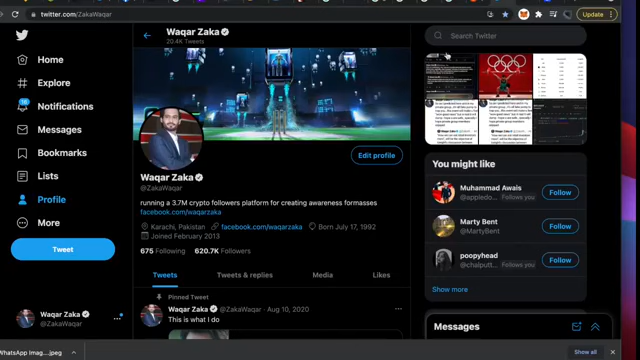 twitter.com/ZakaWaqar
Update
Waqar Zaka
20.4K Tweets
Search Twitter
Home
Explore
Notifications
Messages
Bookmarks
Lists
Profile
More
Tweet
Edit profile
Waqar Zaka
@ZakaWaqar
running a 3.7M crypto followers platform for creating awareness formasses
facebook.com/waqarzaka
Karachi, Pakistan
facebook.com/waqarzaka
Born July 17, 1992
Joined February 2013
675 Following 620.7K Followers
Tweets
Tweets & replies
Media
Likes
Pinned Tweet
Waqar Zaka @ZakaWaqar · Aug 10, 2020
This is what I do
You might like
Muhammad Awais
@appledo... Follows you
Follow
Marty Bent
@MartyBent
Follow
poopyhead
@chalputt... Follows you
Follow
Show more
Messages
Waqar Zaka
@ZakaWaqar
WhatsApp Imag....jpeg
Show all